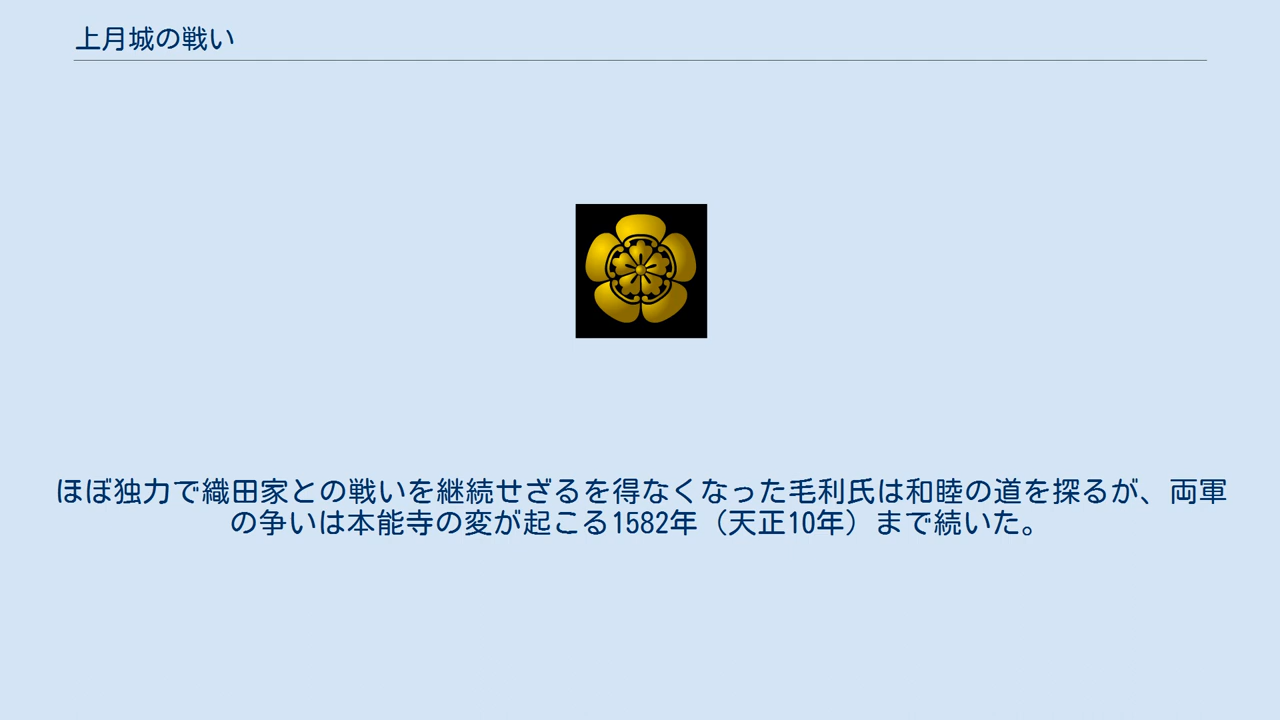 上月城の戦い
ほぼ独力で織田家との戦いを継続せざるを得なくなった毛利氏は和睦の道を探るが、両軍
の争いは本能寺の変が起こる1582年（天正10年）まで続いた。